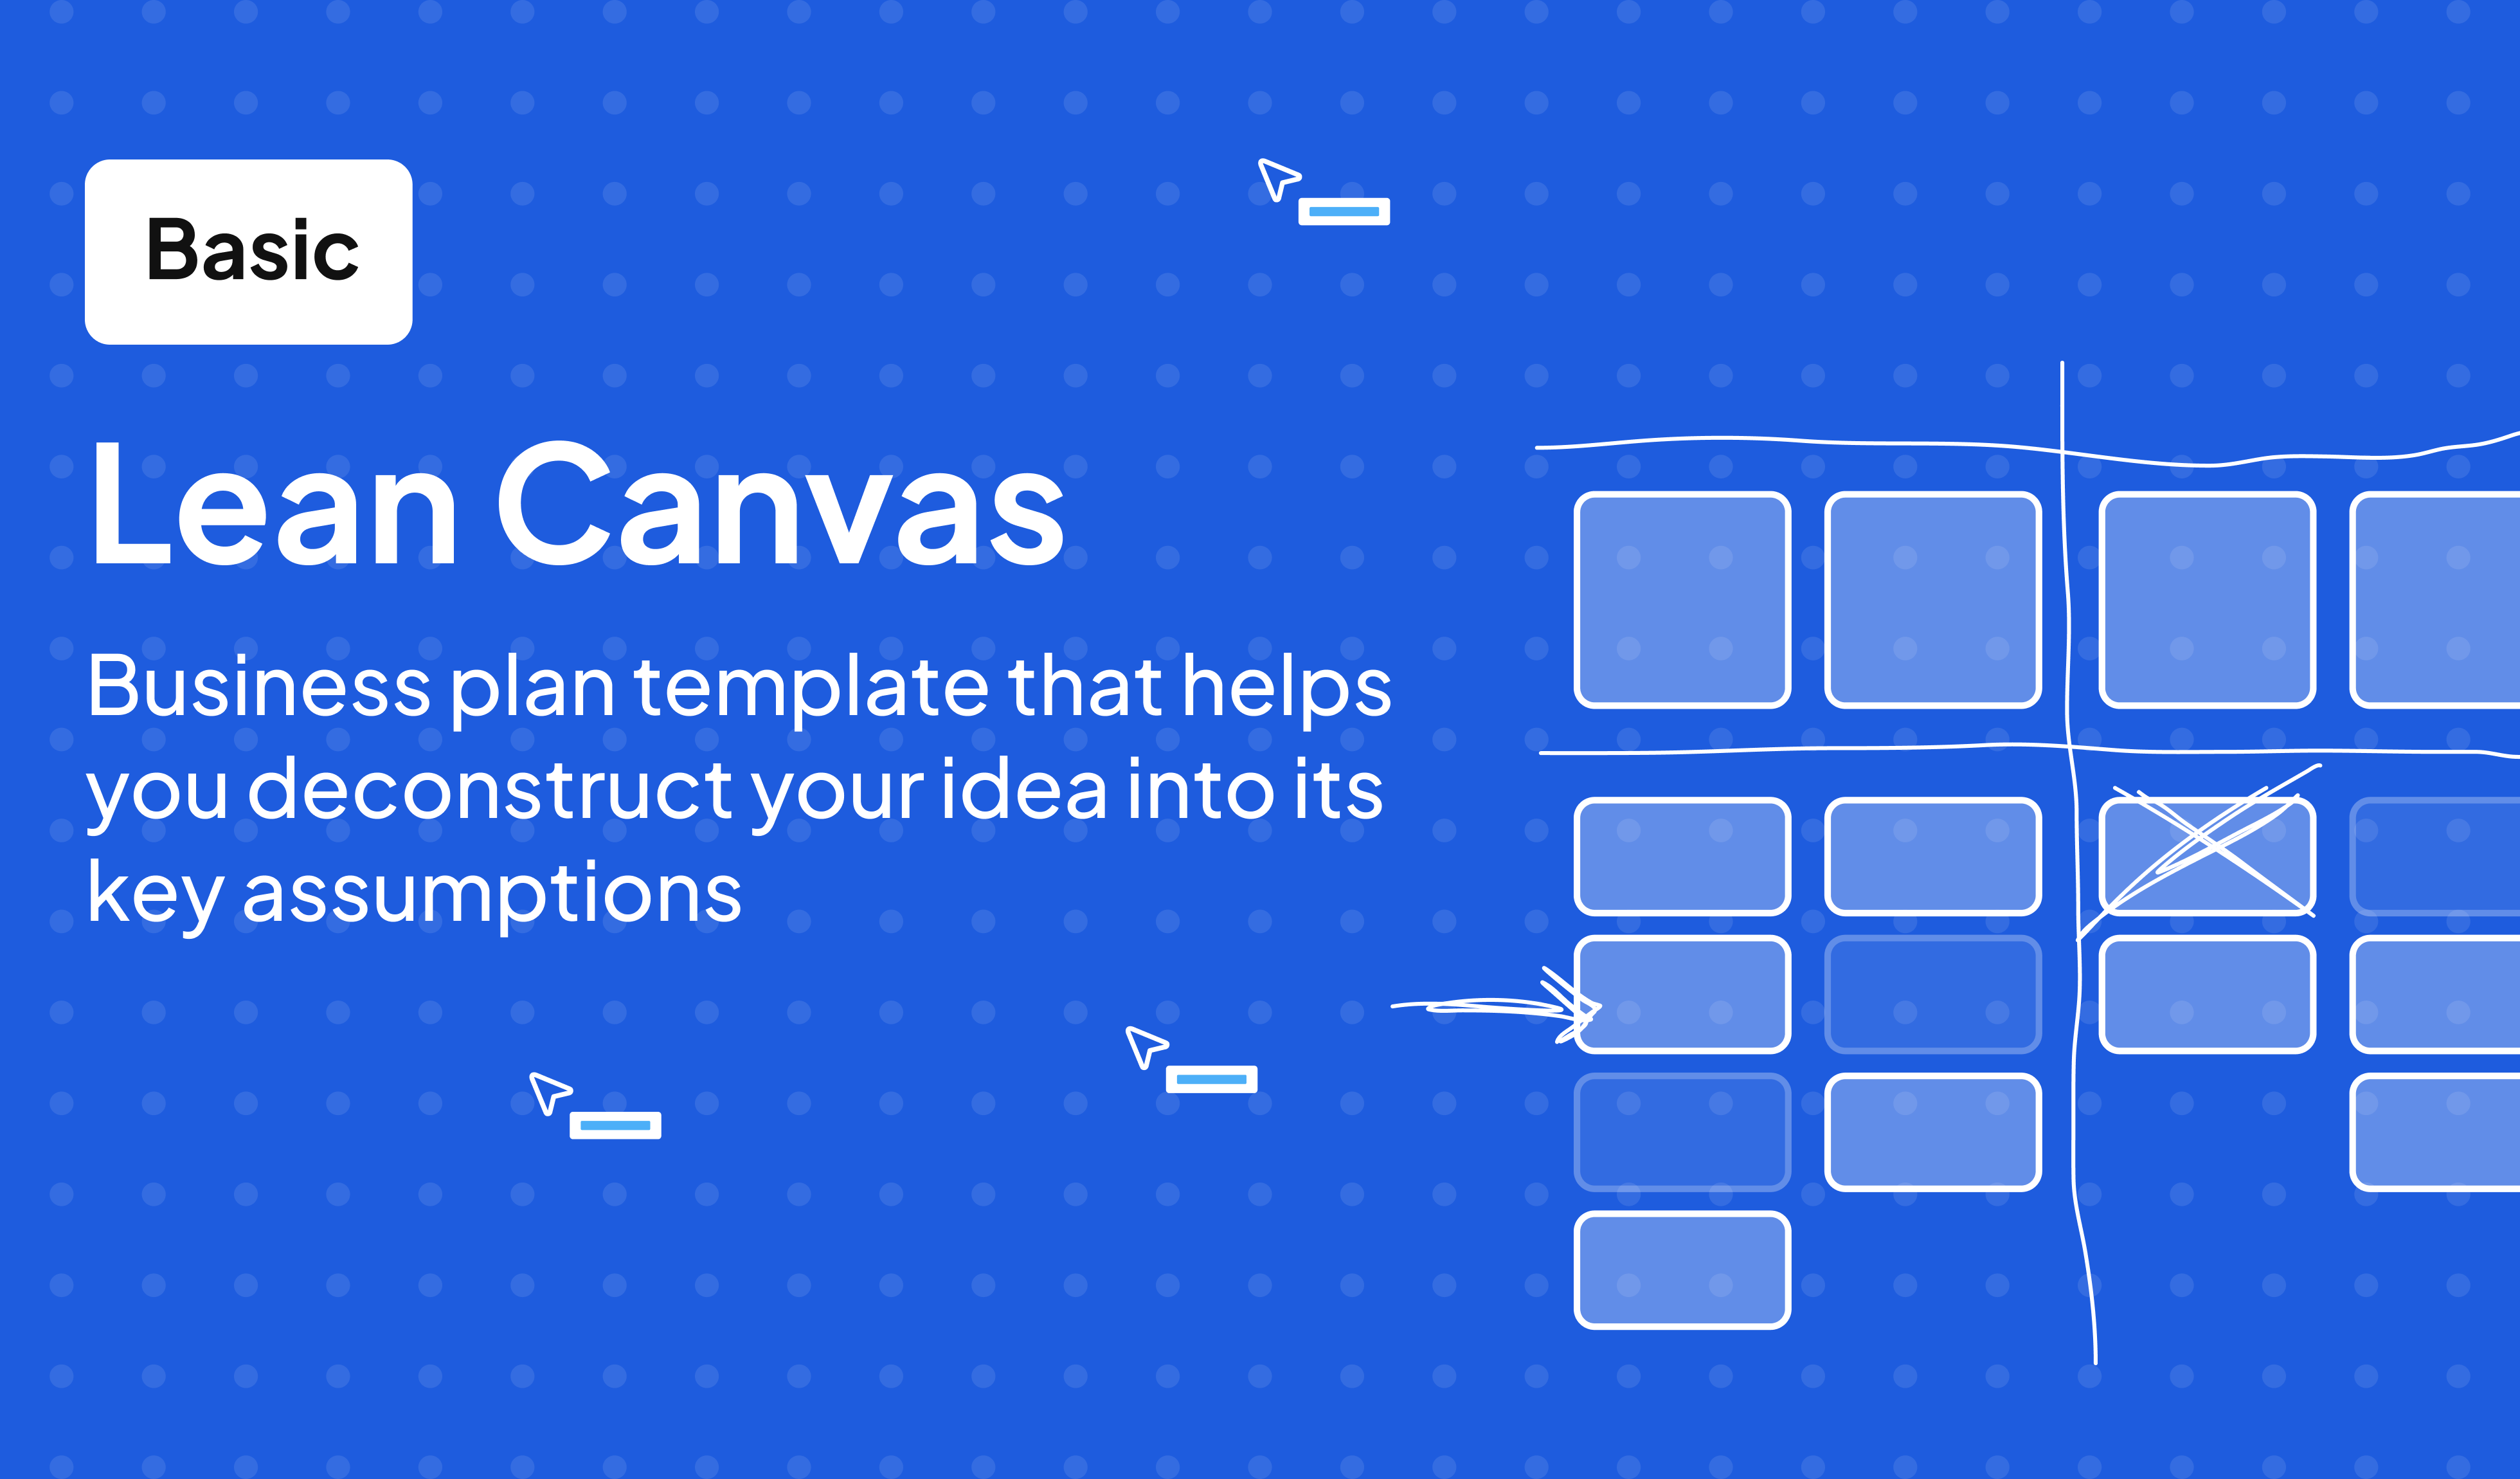 Basic
Lean Canvas
Business plan template that helps
you deconstruct your idea into its
key assumptions